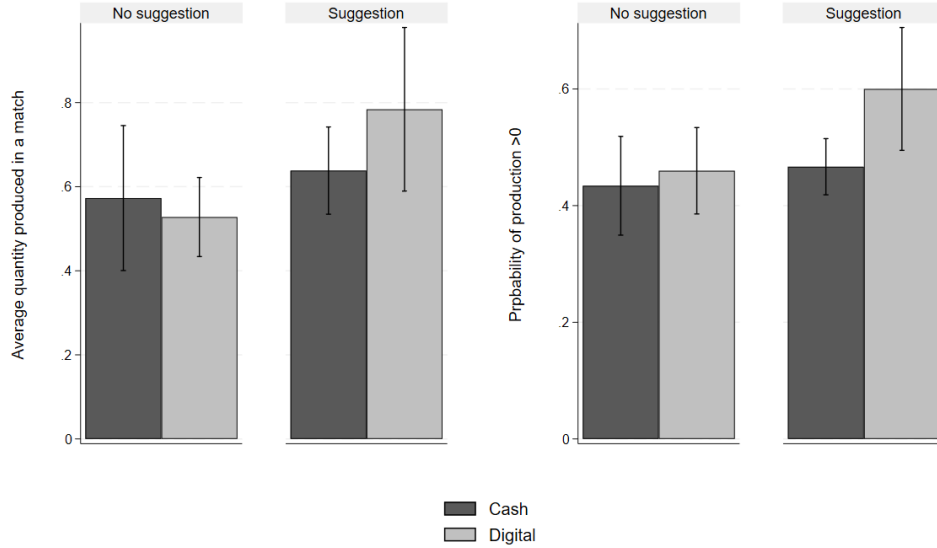 No suggestion
Suggestion
Average quantity produced in a match
.8
.6
.4
.2
0
No suggestion
Suggestion
Prpbability of production >0
.6
.4
.2
0
Cash
Digital